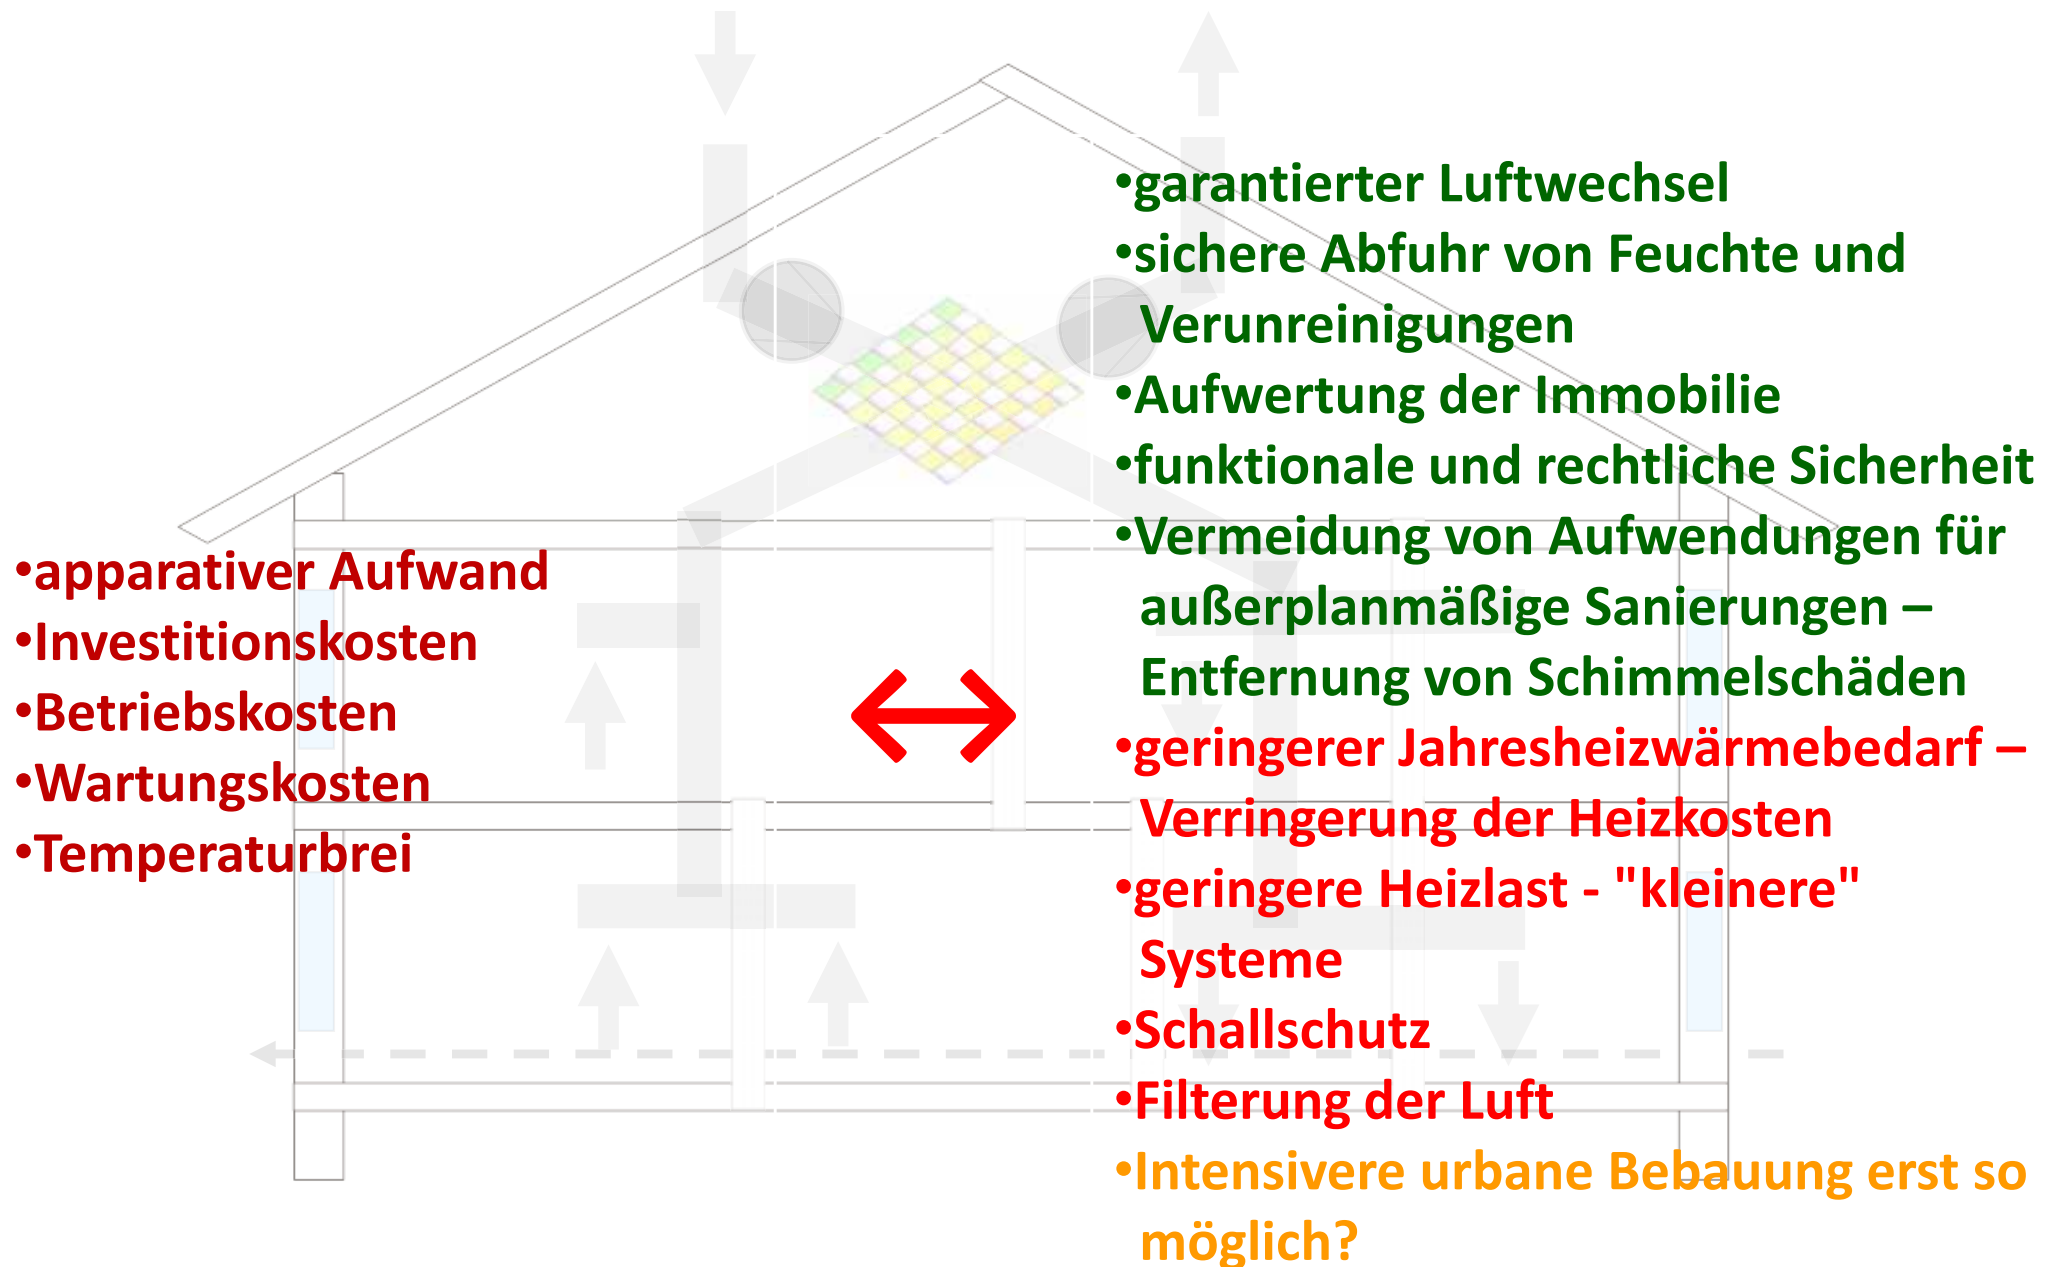 •apparativer Aufwand
•Investitionskosten
•Betriebskosten
•Wartungskosten
•Temperaturbrei
•garantierter Luftwechsel
•sichere Abfuhr von Feuchte und
Verunreinigungen
•Aufwertung der Immobilie
•funktionale und rechtliche Sicherheit
•Vermeidung von Aufwendungen für
außerplanmäßige Sanierungen –
Entfernung von Schimmelschäden
•geringerer Jahresheizwärmebedarf –
Verringerung der Heizkosten
•geringere Heizlast - "kleinere"
Systeme
•Schallschutz
•Filterung der Luft
•Intensivere urbane Bebauung erst so
möglich?